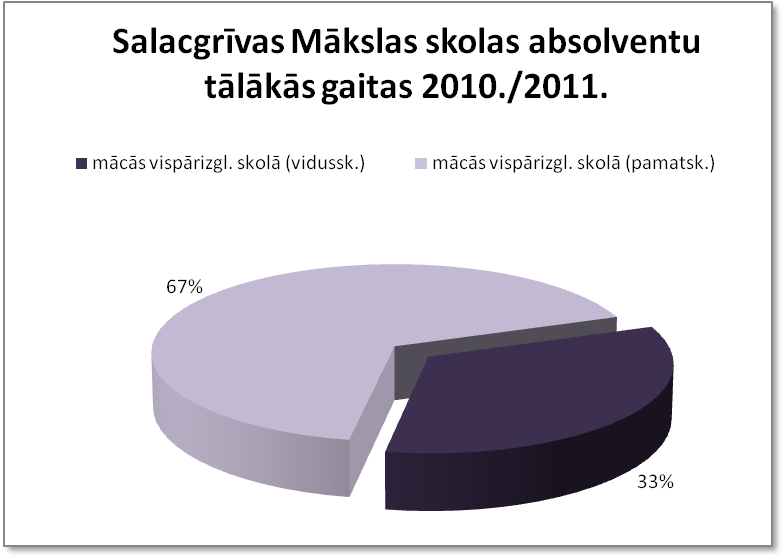 Salacgrīvas Mākslas skolas absolventu
tālākās gaitas 2010./2011.
mācās vispārizgl. skolā (vidussk.)
mācās vispārizgl. skolā (pamatsk.)
67%
33%